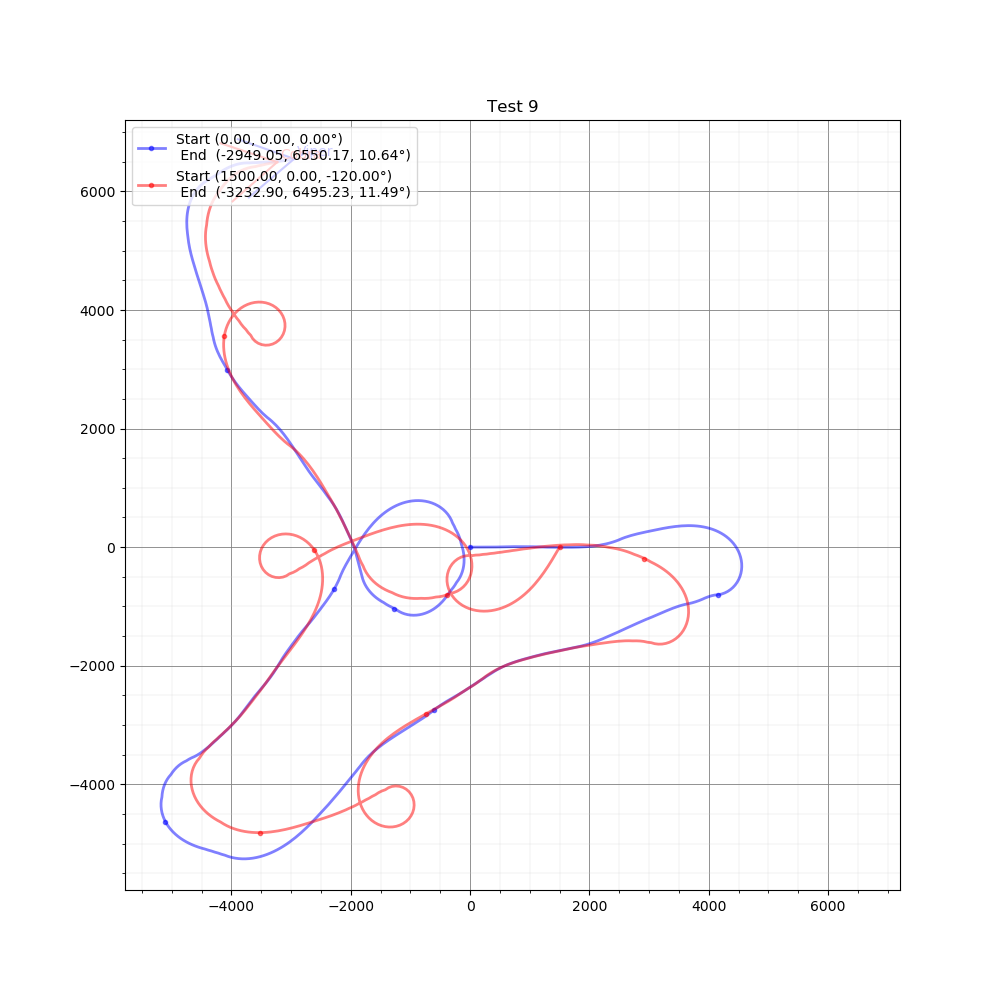 Test 9
Start (0.00, 0.00, 0.00°)
End (-2949.05, 6550.17, 10.64°)
Start (1500.00, 0.00, -120.00°)
End (-3232.90, 6495.23, 11.49°)
6000
4000
2000
0
−2000
−4000
−4000 −2000 0 2000 4000 6000